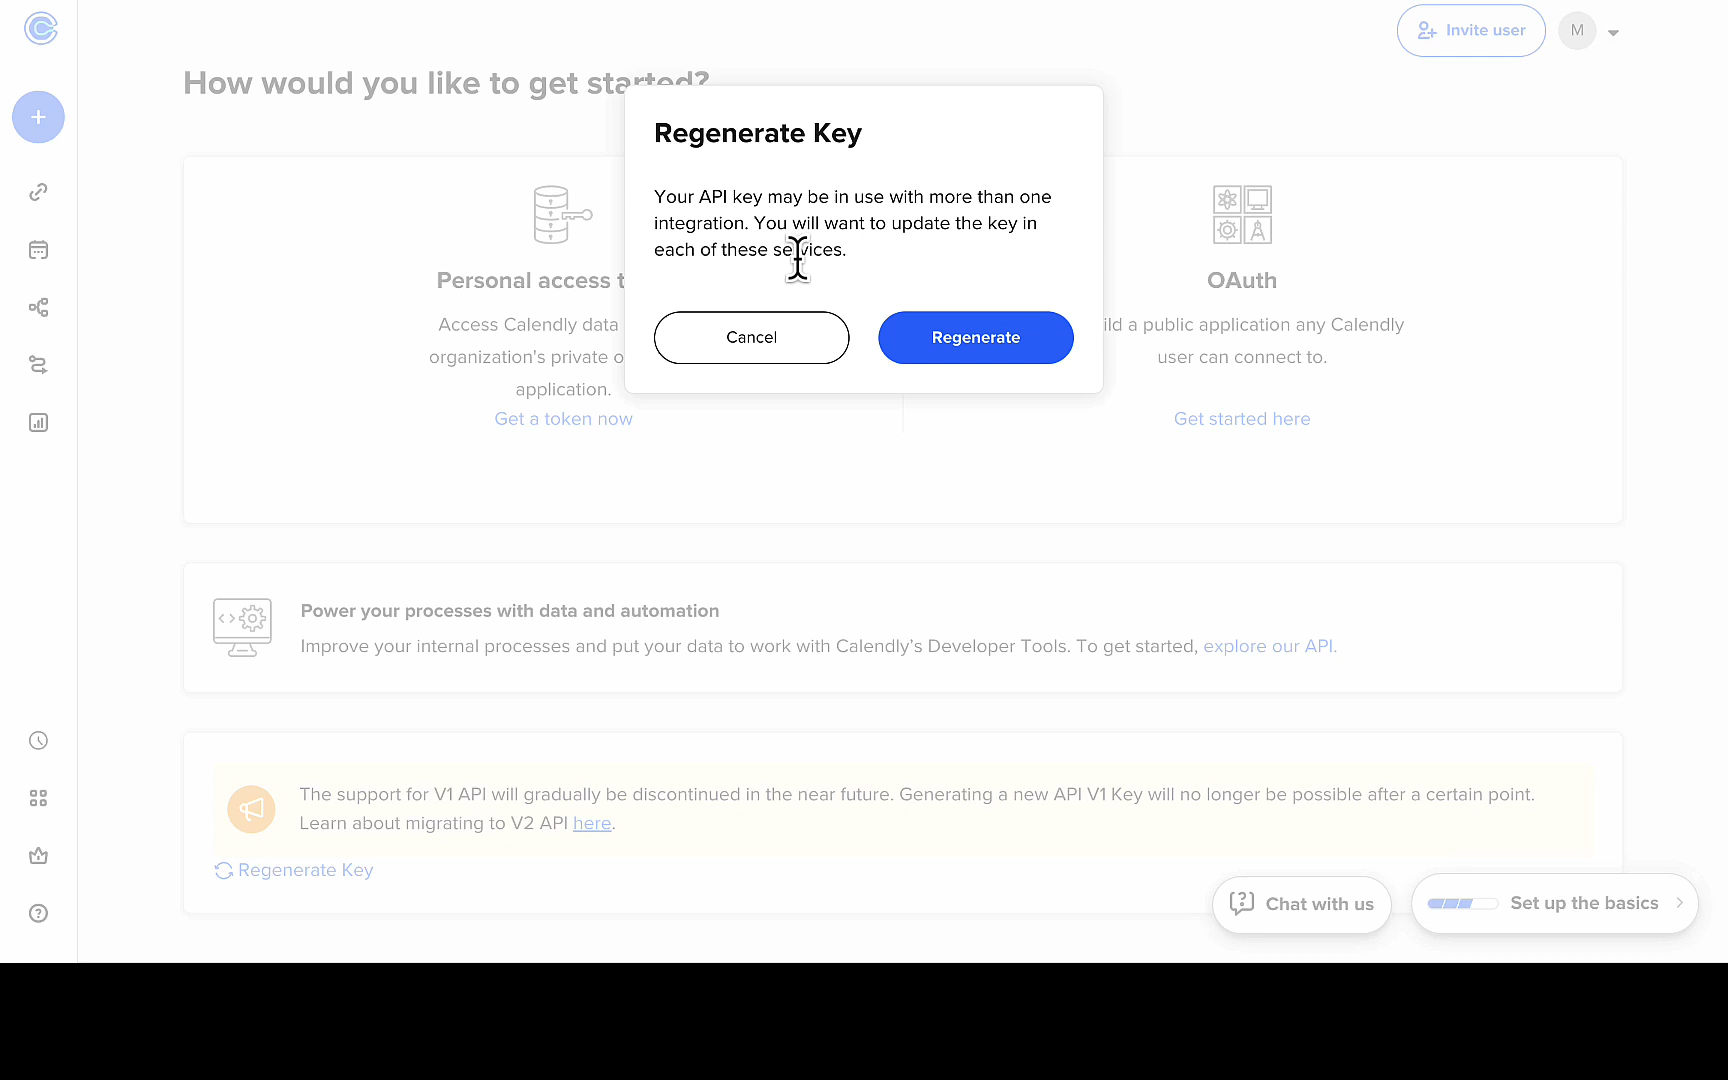 Invite user
M
How would you like to get started?
Regenerate Key
Your API key may be in use with more than one
integration. You will want to update the key in
each of these services.
Cancel
Regenerate
Personal access t
Access Calendly data
organization's private o
application.
Get a token now
OAuth
ild a public application any Calendly
user can connect to.
Get started here
Power your processes with data and automation
Improve your internal processes and put your data to work with Calendly's Developer Tools. To get started, explore our API.
The support for V1 API will gradually be discontinued in the near future. Generating a new API V1 Key will no longer be possible after a certain point.
Learn about migrating to V2 API here.
Regenerate Key
Chat with us
Set up the basics